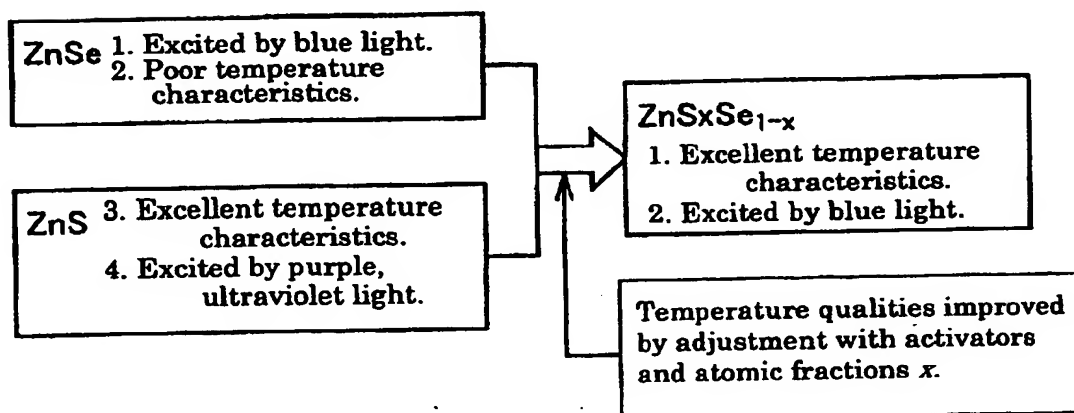 ZnSe 1. Excited by blue light.
2. Poor temperature
characteristics.
ZnS 3. Excellent temperature
characteristics.
4. Excited by purple,
ultraviolet light.
ZnSxSe₁₋ₓ
1. Excellent temperature
characteristics.
2. Excited by blue light.
Temperature qualities improved
by adjustment with activators
and atomic fractions x.